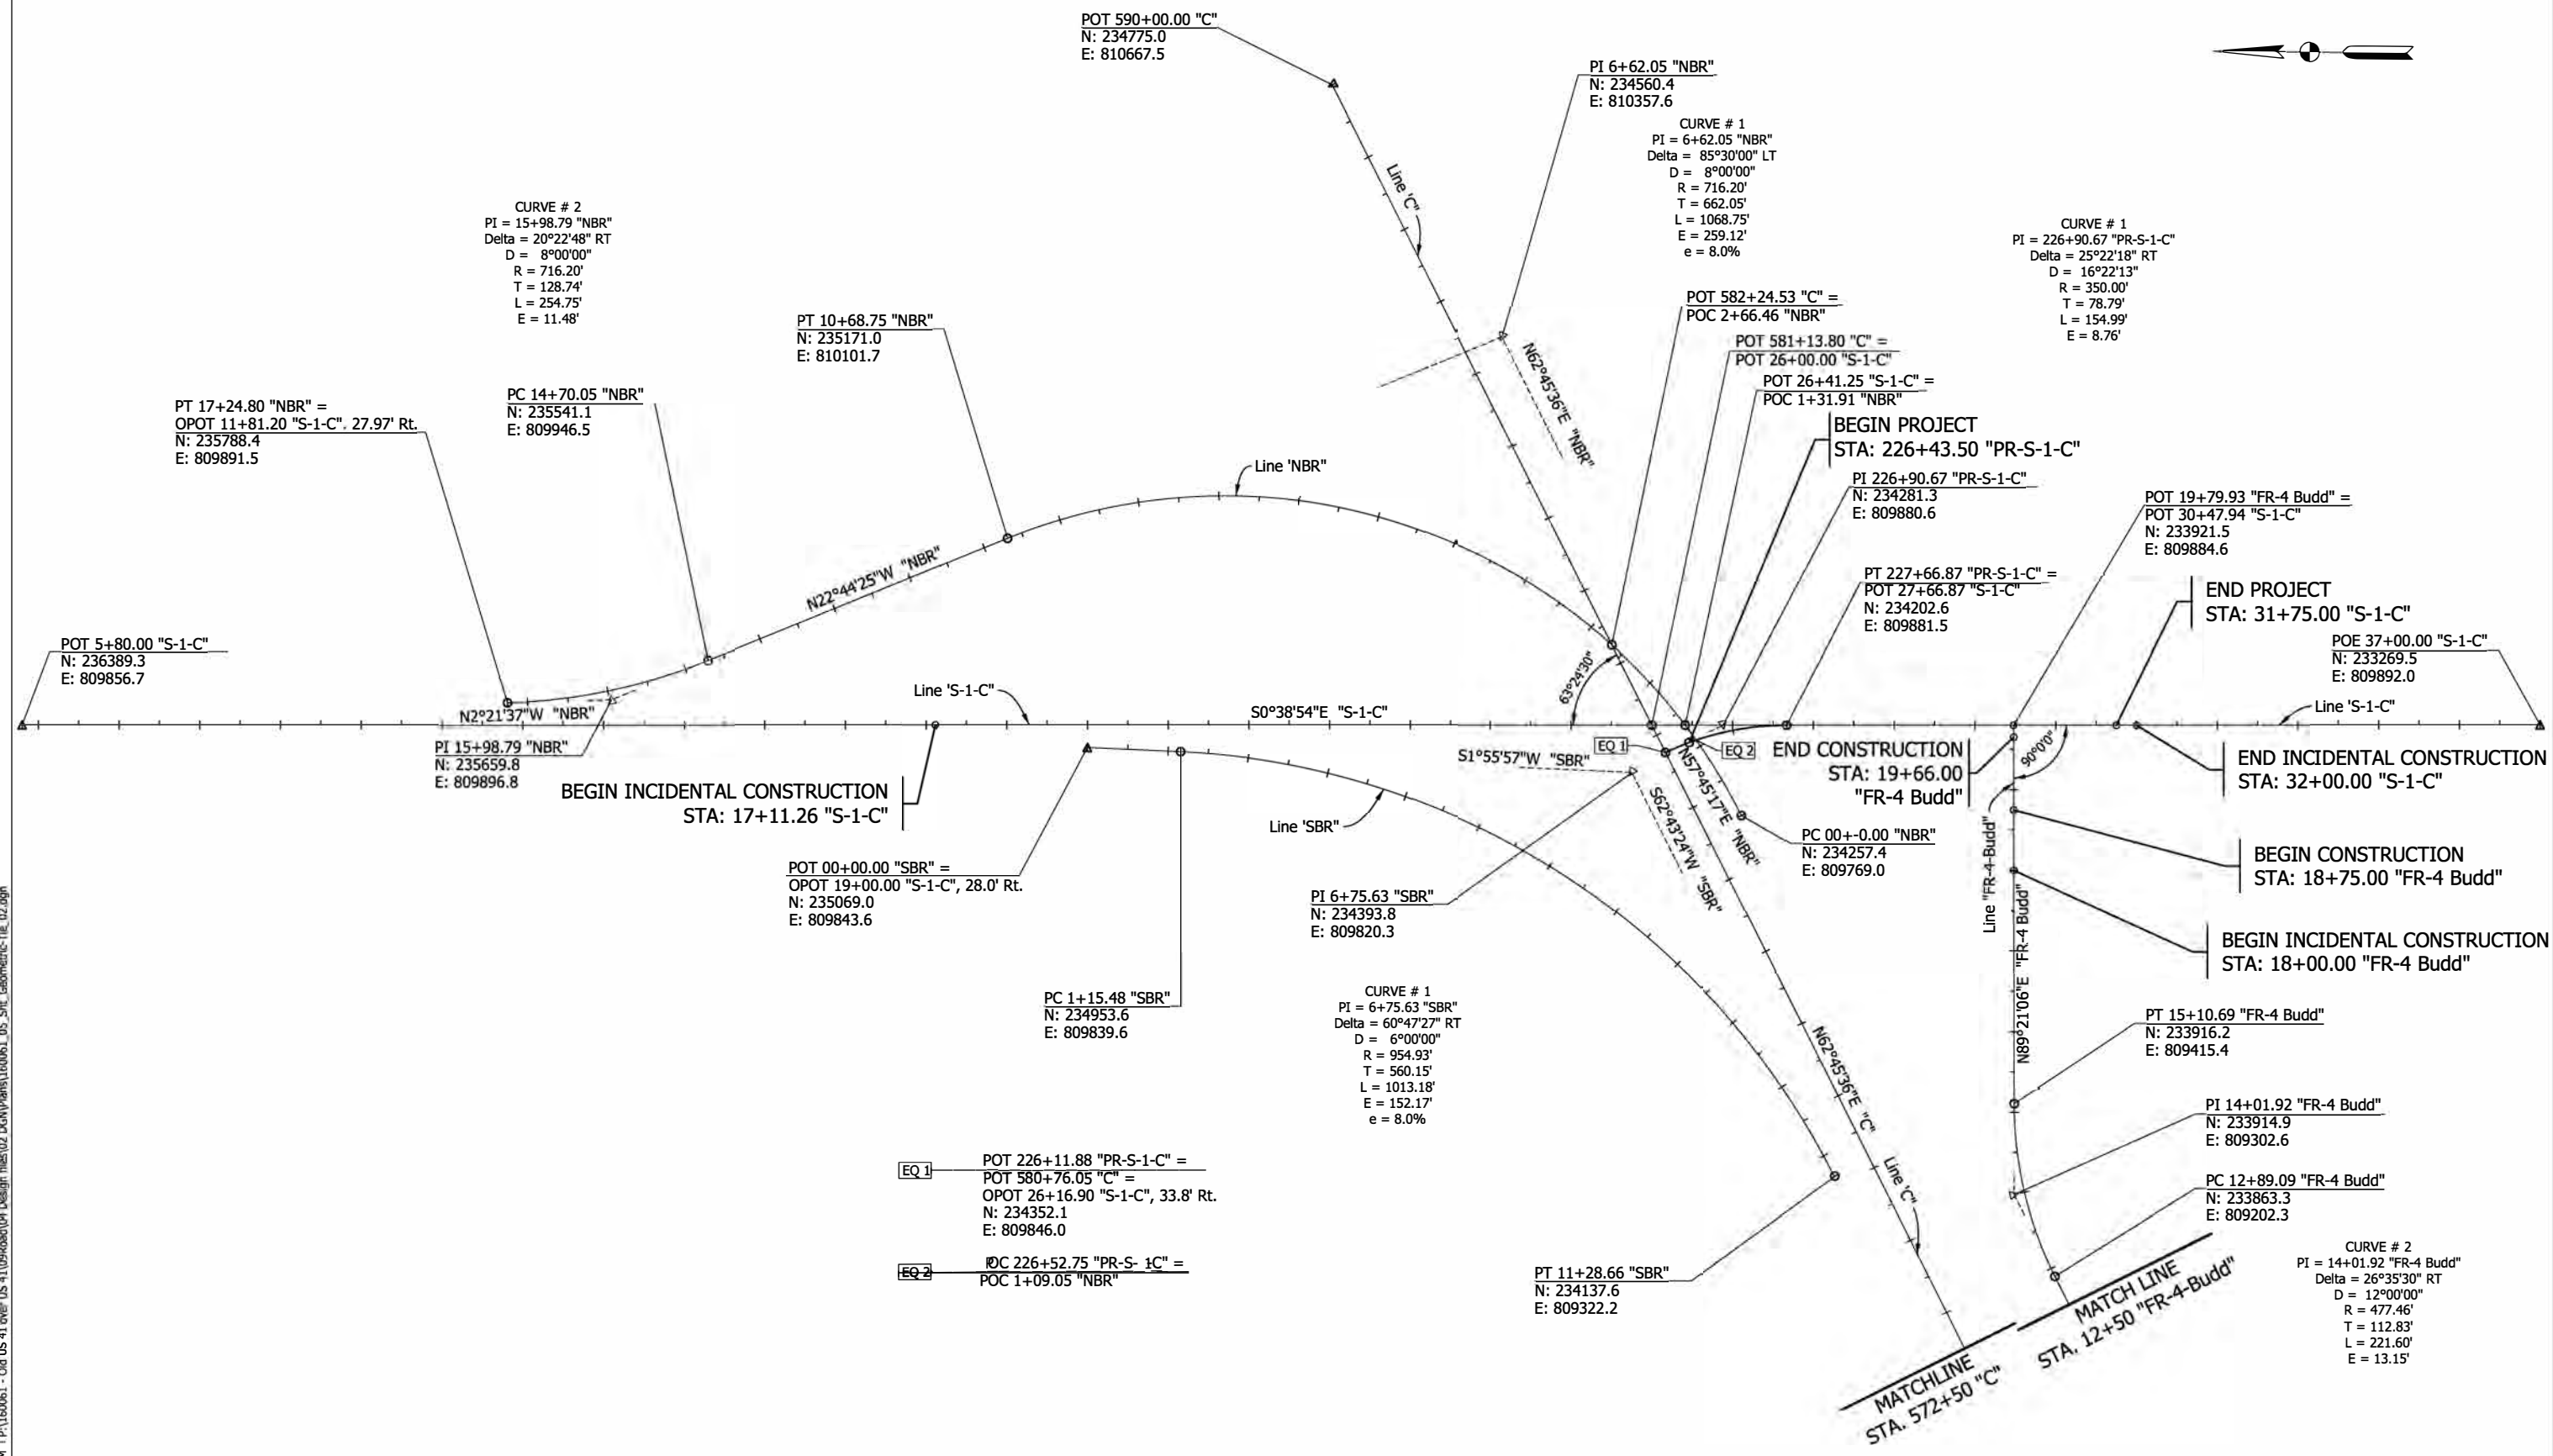 POT 590+00.00 "C"
N: 234775.0
E: 810667.5
PI 6+62.05 "NBR"
N: 234560.4
E: 810357.6
CURVE # 1
PI = 6+62.05 "NBR"
Delta = 85°30'00" LT
D = 8°00'00"
R = 716.20'
T = 662.05'
L = 1068.75'
E = 259.12'
e = 8.0%
CURVE # 2
PI = 15+98.79 "NBR"
Delta = 20°22'48" RT
D = 8°00'00"
R = 716.20'
T = 128.74'
L = 254.75'
E = 11.48'
CURVE # 1
PI = 226+90.67 "PR-S-1-C"
Delta = 25°22'18" RT
D = 16°22'13"
R = 350.00'
T = 78.79'
L = 154.99'
E = 8.76'
Line 'C"
PT 10+68.75 "NBR"
N: 235171.0
E: 810101.7
POT 582+24.53 "C" =
POC 2+66.46 "NBR"
POT 581+13.80 "C" =
POT 26+00.00 "S-1-C"
POT 26+41.25 "S-1-C" =
POC 1+31.91 "NBR"
N62°45'36"E "NBR"
PT 17+24.80 "NBR" =
OPOT 11+81.20 "S-1-C", 27.97' Rt.
N: 235788.4
E: 809891.5
PC 14+70.05 "NBR"
N: 235541.1
E: 809946.5
BEGIN PROJECT
STA: 226+43.50 "PR-S-1-C"
Line 'NBR"
PI 226+90.67 "PR-S-1-C"
N: 234281.3
E: 809880.6
POT 19+79.93 "FR-4 Budd" =
POT 30+47.94 "S-1-C"
N: 233921.5
E: 809884.6
N22°44'25"W "NBR"
PT 227+66.87 "PR-S-1-C" =
POT 27+66.87 "S-1-C"
N: 234202.6
E: 809881.5
END PROJECT
STA: 31+75.00 "S-1-C"
POT 5+80.00 "S-1-C"
N: 236389.3
E: 809856.7
POE 37+00.00 "S-1-C"
N: 233269.5
E: 809892.0
63°24'30"
Line 'S-1-C"
N2°21'37"W "NBR"
S0°38'54"E "S-1-C"
Line 'S-1-C"
PI 15+98.79 "NBR"
N: 235659.8
E: 809896.8
S1°55'57"W "SBR"
EQ 1
EQ 2
END CONSTRUCTION
STA: 19+66.00
"FR-4 Budd"
90°0'0"
END INCIDENTAL CONSTRUCTION
STA: 32+00.00 "S-1-C"
BEGIN INCIDENTAL CONSTRUCTION
STA: 17+11.26 "S-1-C"
N57°45'17"E "NBR"
S62°43'24"W "SBR"
Line 'SBR"
PC 00+-0.00 "NBR"
N: 234257.4
E: 809769.0
Line "FR-4-Budd"
BEGIN CONSTRUCTION
STA: 18+75.00 "FR-4 Budd"
POT 00+00.00 "SBR" =
OPOT 19+00.00 "S-1-C", 28.0' Rt.
N: 235069.0
E: 809843.6
PI 6+75.63 "SBR"
N: 234393.8
E: 809820.3
BEGIN INCIDENTAL CONSTRUCTION
STA: 18+00.00 "FR-4 Budd"
N89°21'06"E "FR-4 Budd"
PC 1+15.48 "SBR"
N: 234953.6
E: 809839.6
CURVE # 1
PI = 6+75.63 "SBR"
Delta = 60°47'27" RT
D = 6°00'00"
R = 954.93'
T = 560.15'
L = 1013.18'
E = 152.17'
e = 8.0%
PT 15+10.69 "FR-4 Budd"
N: 233916.2
E: 809415.4
N62°45'36"E "C"
PI 14+01.92 "FR-4 Budd"
N: 233914.9
E: 809302.6
EQ 1
POT 226+11.88 "PR-S-1-C" =
POT 580+76.05 "C" =
OPOT 26+16.90 "S-1-C", 33.8' Rt.
N: 234352.1
E: 809846.0
Line 'C"
PC 12+89.09 "FR-4 Budd"
N: 233863.3
E: 809202.3
EQ 2
POC 226+52.75 "PR-S- 1C" =
POC 1+09.05 "NBR"
PT 11+28.66 "SBR"
N: 234137.6
E: 809322.2
CURVE # 2
PI = 14+01.92 "FR-4 Budd"
Delta = 26°35'30" RT
D = 12°00'00"
R = 477.46'
T = 112.83'
L = 221.60'
E = 13.15'
MATCH LINE
STA. 12+50 "FR-4-Budd"
MATCHLINE
STA. 572+50 "C"